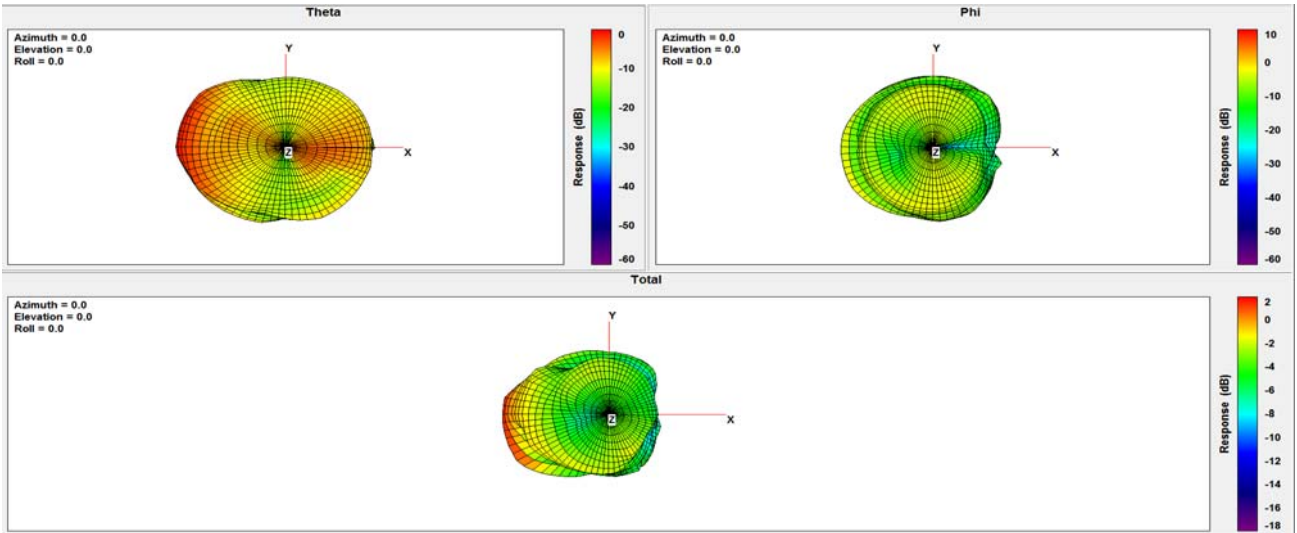 Theta
Azimuth = 0.0
Elevation = 0.0
Roll = 0.0
Y
Z
X
0
-10
-20
-30
-40
-50
-60
Response (dB)
Phi
Azimuth = 0.0
Elevation = 0.0
Roll = 0.0
Y
Z
X
10
0
-10
-20
-30
-40
-50
-60
Response (dB)
Total
Azimuth = 0.0
Elevation = 0.0
Roll = 0.0
Y
Z
X
2
0
-2
-4
-6
-8
-10
-12
-14
-16
-18
Response (dB)